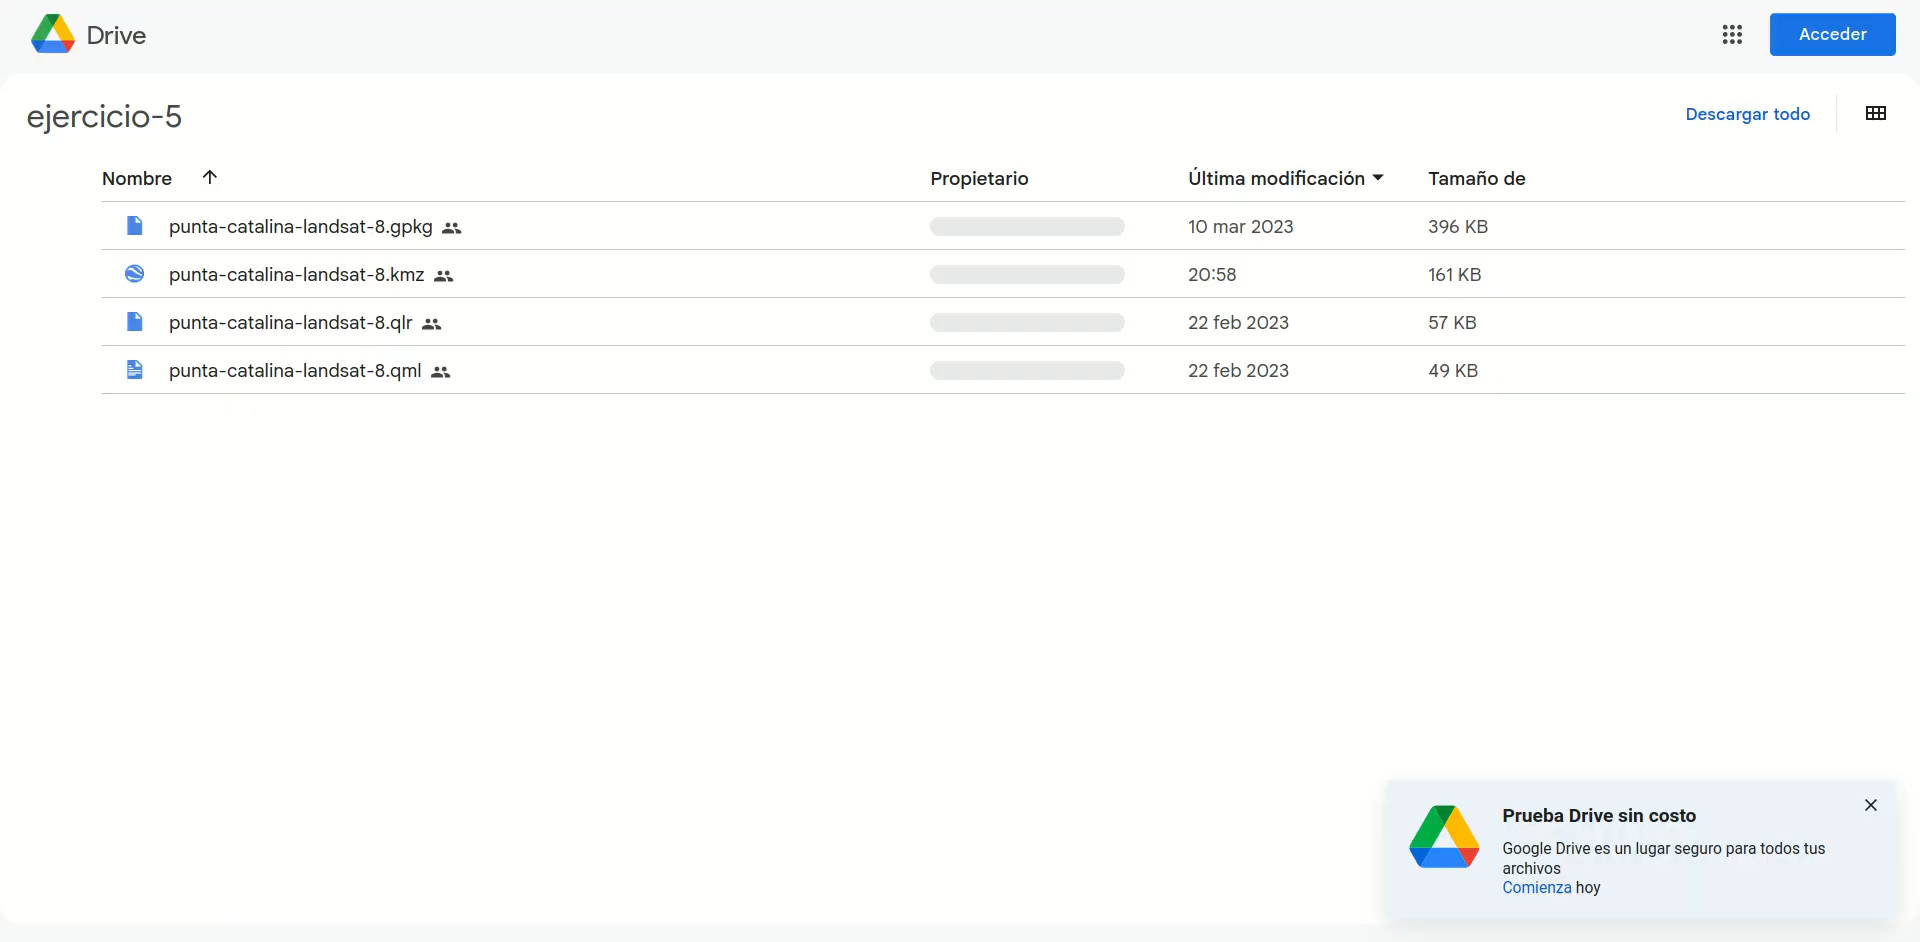 Drive
Acceder
ejercicio-5
Descargar todo
Nombre Propietario Última modificación Tamaño de
punta-catalina-landsat-8.gpkg 10 mar 2023 396 KB
punta-catalina-landsat-8.kmz 20:58 161 KB
punta-catalina-landsat-8.qlr 22 feb 2023 57 KB
punta-catalina-landsat-8.qml 22 feb 2023 49 KB
Prueba Drive sin costo
Google Drive es un lugar seguro para todos tus
archivos
Comienza hoy